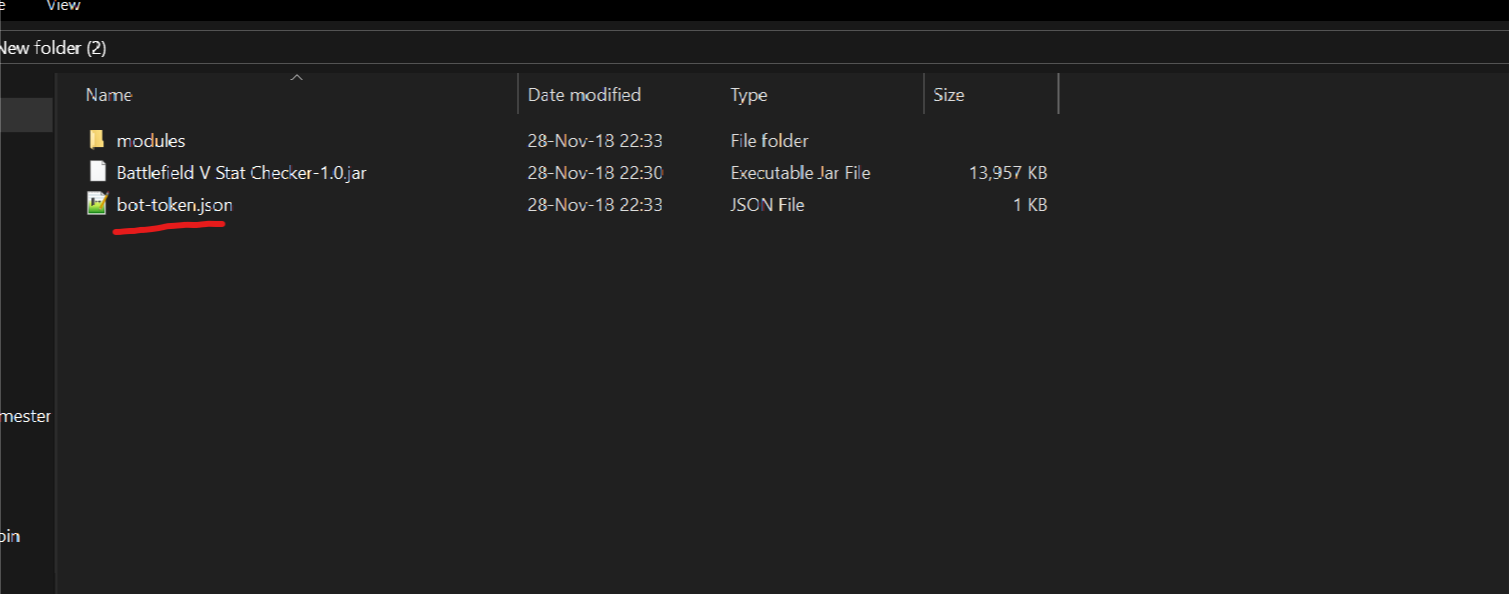 View
New folder (2)
Name Date modified Type Size
modules 28-Nov-18 22:33 File folder
Battlefield V Stat Checker-1.0.jar 28-Nov-18 22:30 Executable Jar File 13,957 KB
bot-token.json 28-Nov-18 22:33 JSON File 1 KB
mester